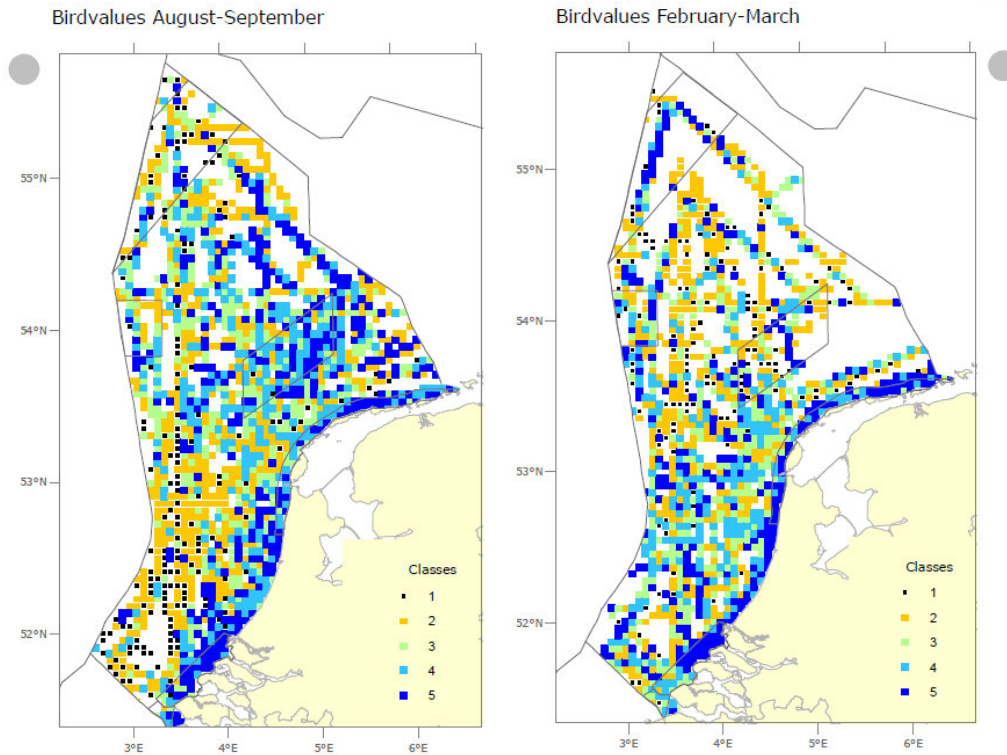 Birdvalues August-September
55°N
54°N
53°N
52°N
3°E 4°E 5°E 6°E
Classes
1
2
3
4
5
Birdvalues February-March
55°N
54°N
53°N
52°N
3°E 4°E 5°E 6°E
Classes
1
2
3
4
5